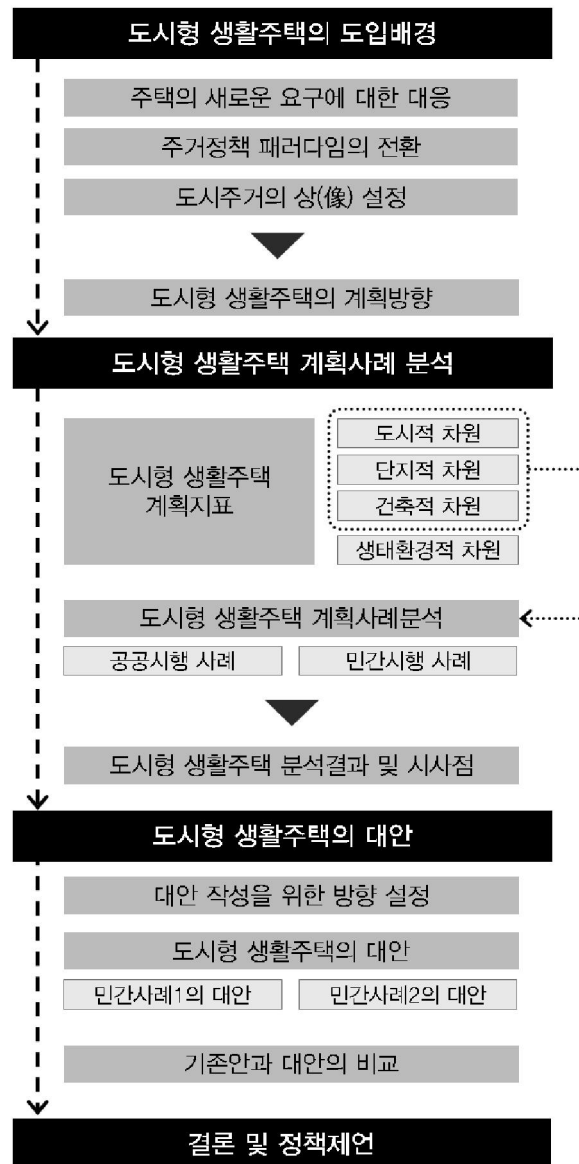 도시형 생활주택의 도입배경
주택의 새로운 요구에 대한 대응
주거정책 패러다임의 전환
도시주거의 상(像) 설정
도시형 생활주택의 계획방향
도시형 생활주택 계획사례 분석
도시형 생활주택
계획지표
도시적 차원
단지적 차원
건축적 차원
생태환경적 차원
도시형 생활주택 계획사례분석
공공시행 사례
민간시행 사례
도시형 생활주택 분석결과 및 시사점
도시형 생활주택의 대안
대안 작성을 위한 방향 설정
도시형 생활주택의 대안
민간사례1의 대안
민간사례2의 대안
기존안과 대안의 비교
결론 및 정책제언